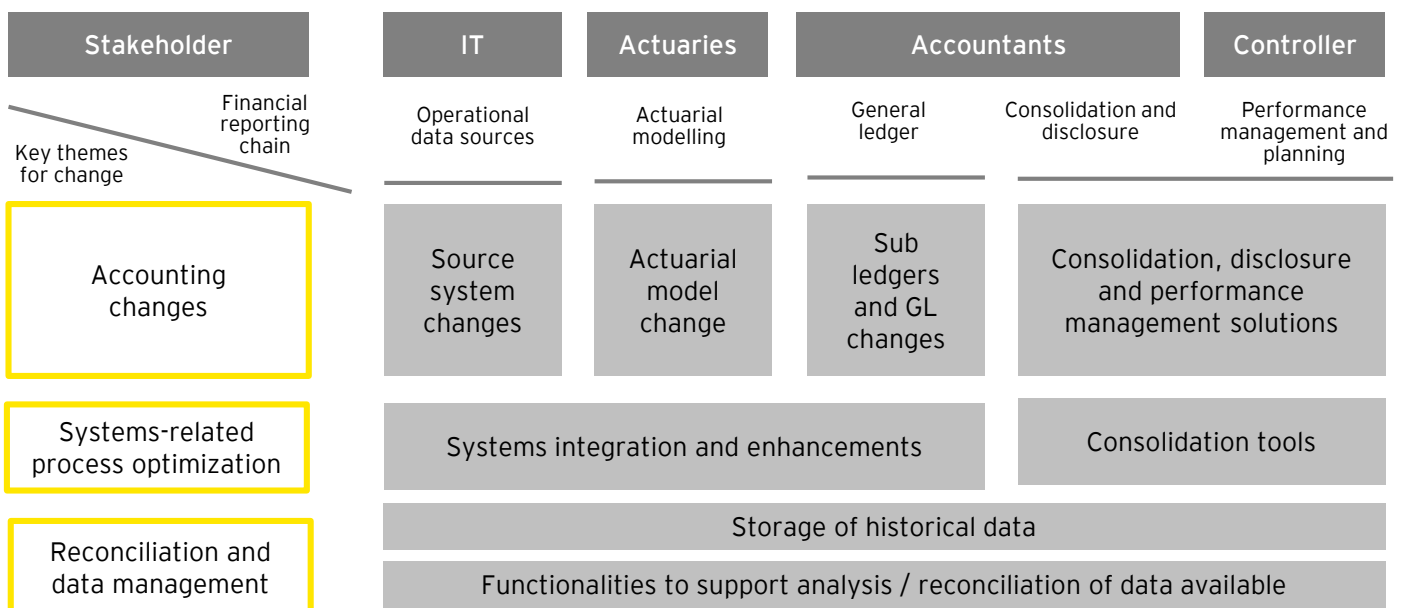 Stakeholder
IT
Actuaries
Accountants
Controller
Financial
reporting
chain
Key themes
for change
Operational
data sources
Actuarial
modelling
General
ledger
Consolidation and
disclosure
Performance
management and
planning
Accounting
changes
Source
system
changes
Actuarial
model
change
Sub
ledgers
and GL
changes
Consolidation, disclosure
and performance
management solutions
Systems-related
process optimization
Systems integration and enhancements
Consolidation tools
Reconciliation and
data management
Storage of historical data
Functionalities to support analysis / reconciliation of data available